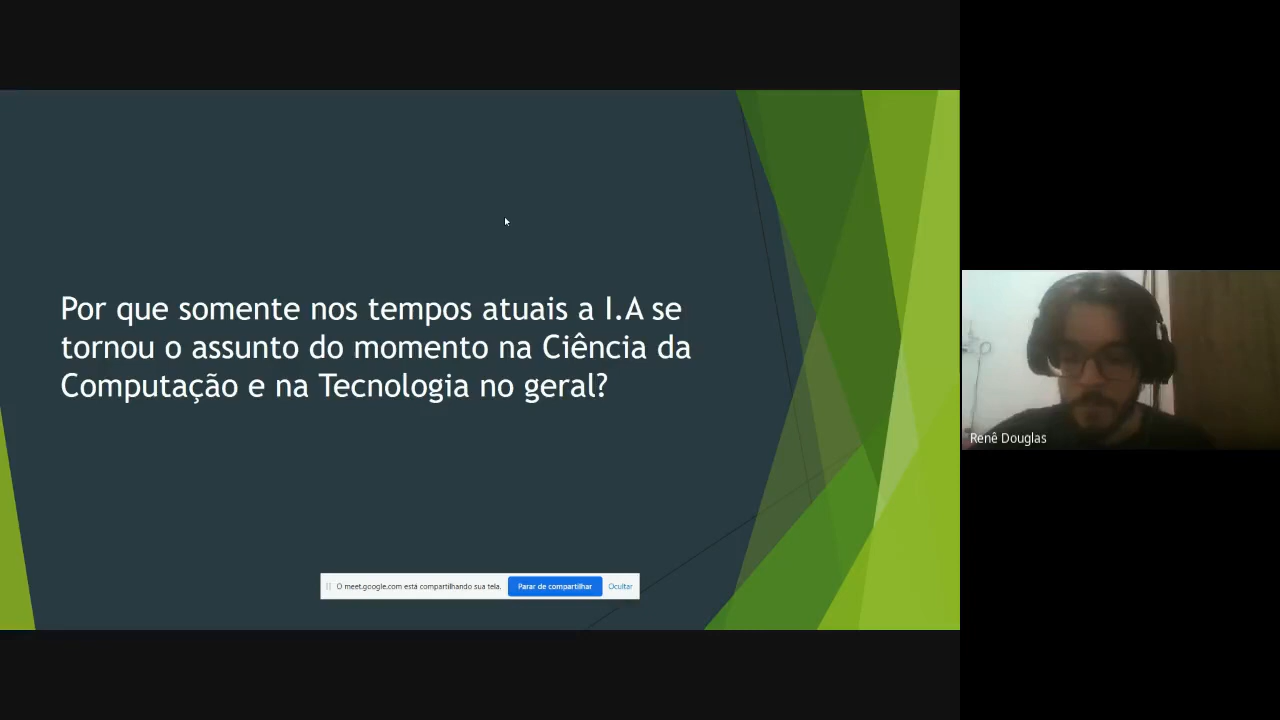 Por que somente nos tempos atuais a I.A se
tornou o assunto do momento na Ciência da
Computação e na Tecnologia no geral?
O meet.google.com está compartilhando sua tela.
Parar de compartilhar
Ocultar
Renê Douglas